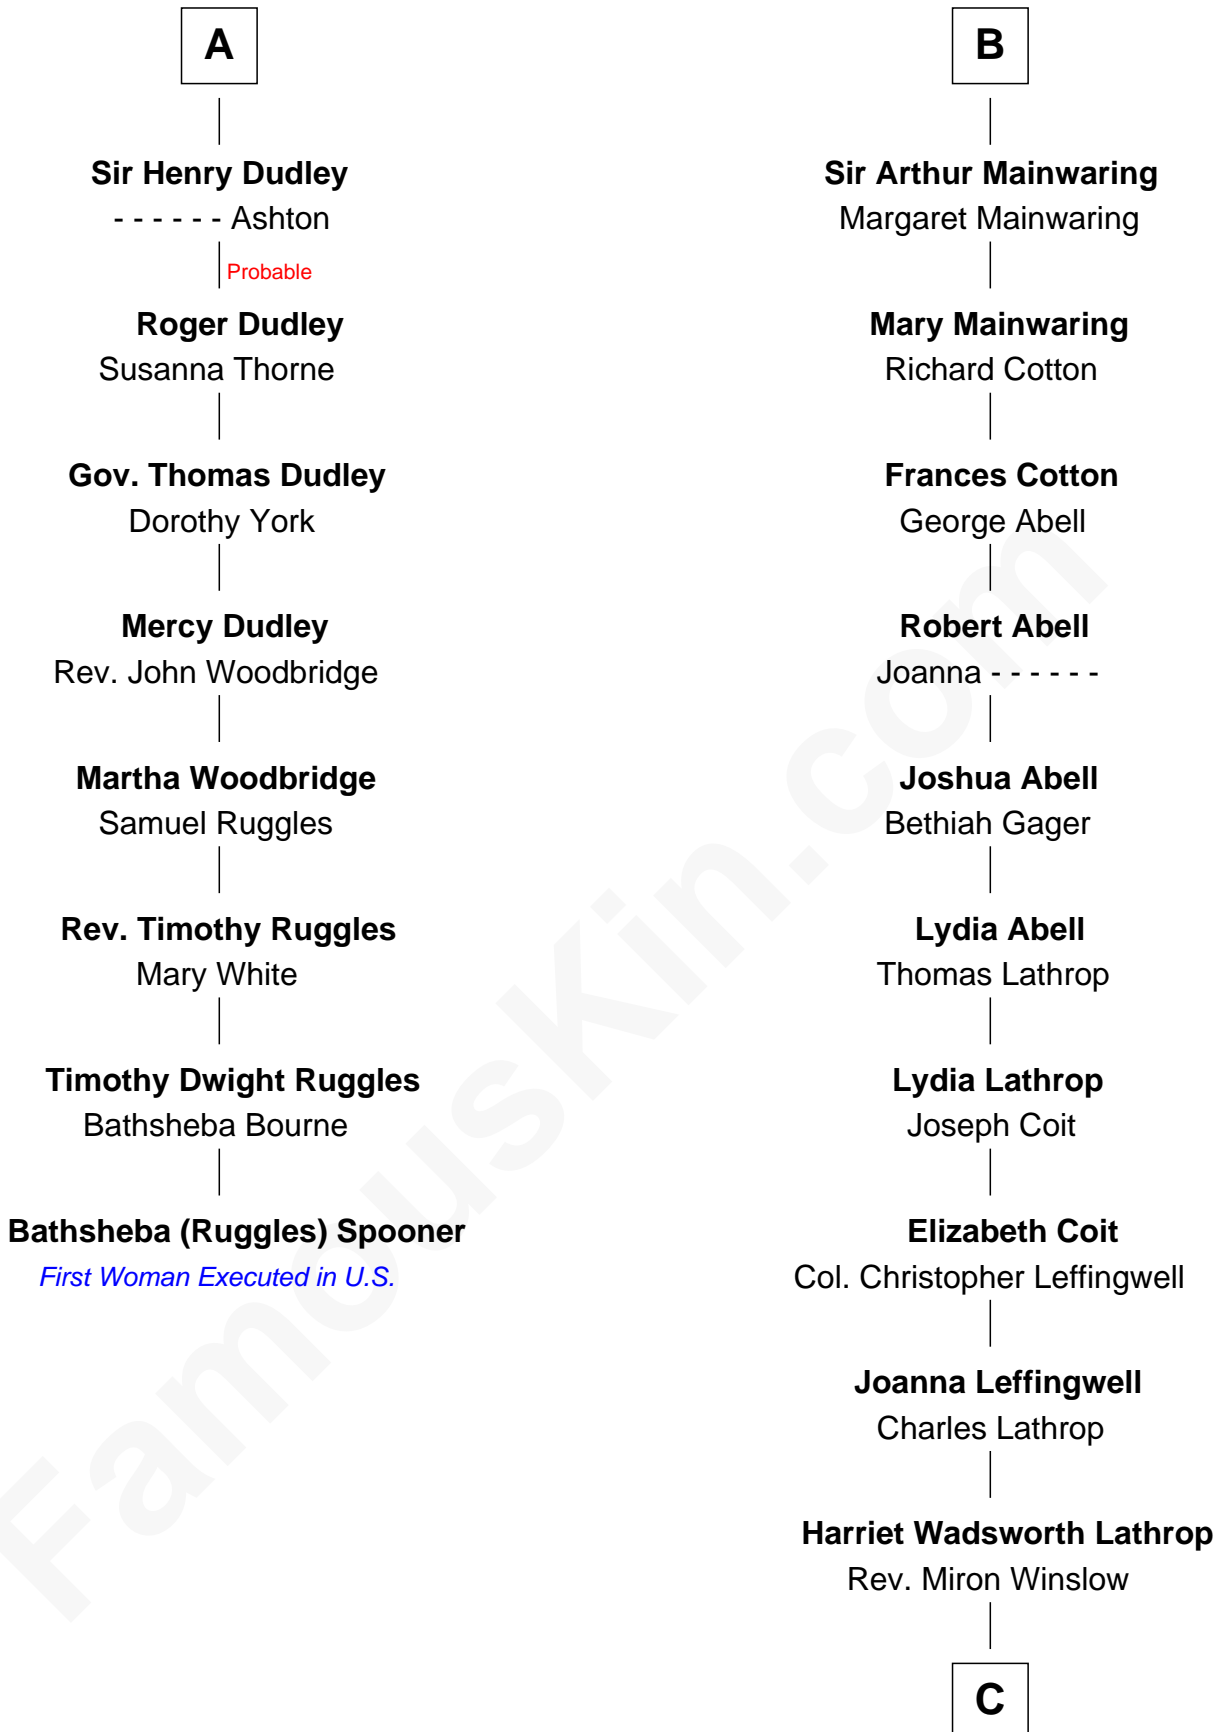 A
Sir Henry Dudley
- - - - - - Ashton
Probable
Roger Dudley
Susanna Thorne
Gov. Thomas Dudley
Dorothy York
Mercy Dudley
Rev. John Woodbridge
Martha Woodbridge
Samuel Ruggles
Rev. Timothy Ruggles
Mary White
Timothy Dwight Ruggles
Bathsheba Bourne
Bathsheba (Ruggles) Spooner
First Woman Executed in U.S.
B
Sir Arthur Mainwaring
Margaret Mainwaring
Mary Mainwaring
Richard Cotton
Frances Cotton
George Abell
Robert Abell
Joanna - - - - - -
Joshua Abell
Bethiah Gager
Lydia Abell
Thomas Lathrop
Lydia Lathrop
Joseph Coit
Elizabeth Coit
Col. Christopher Leffingwell
Joanna Leffingwell
Charles Lathrop
Harriet Wadsworth Lathrop
Rev. Miron Winslow
C
FamousKin.com